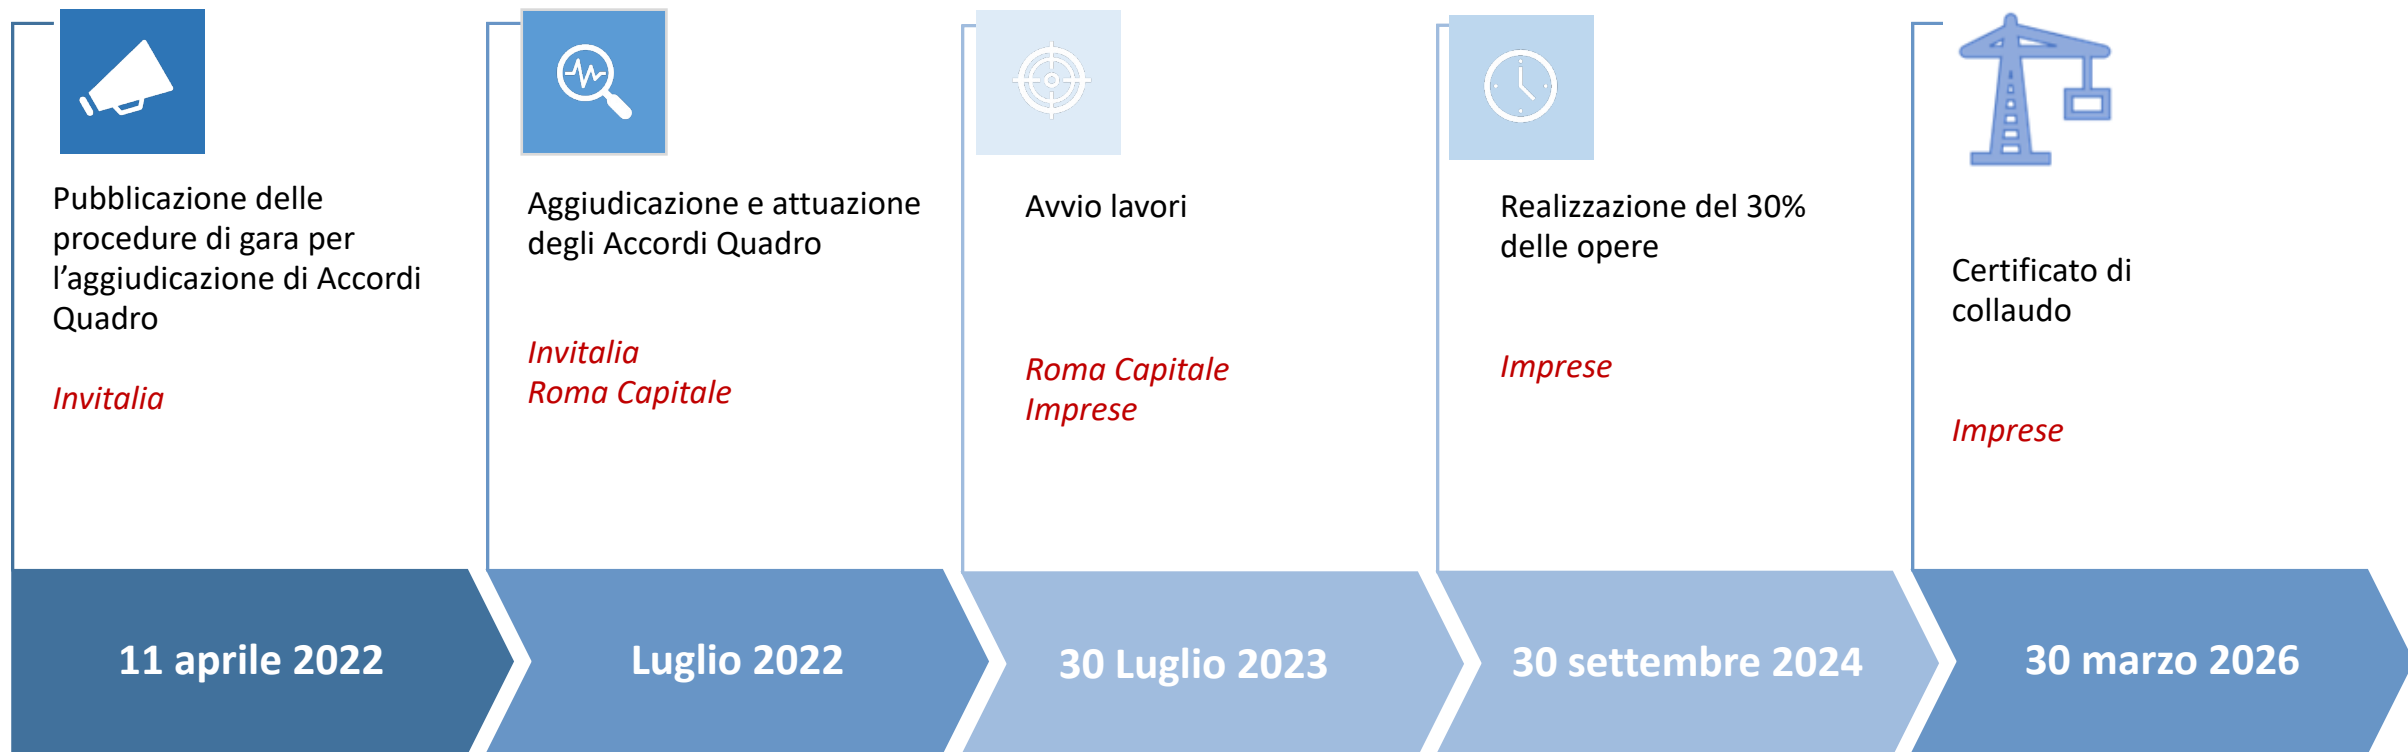 Pubblicazione delle
procedure di gara per
l’aggiudicazione di Accordi
Quadro
Invitalia
Aggiudicazione e attuazione
degli Accordi Quadro
Invitalia
Roma Capitale
Avvio lavori
Roma Capitale
Imprese
Realizzazione del 30%
delle opere
Imprese
Certificato di
collaudo
Imprese
11 aprile 2022
Luglio 2022
30 Luglio 2023
30 settembre 2024
30 marzo 2026